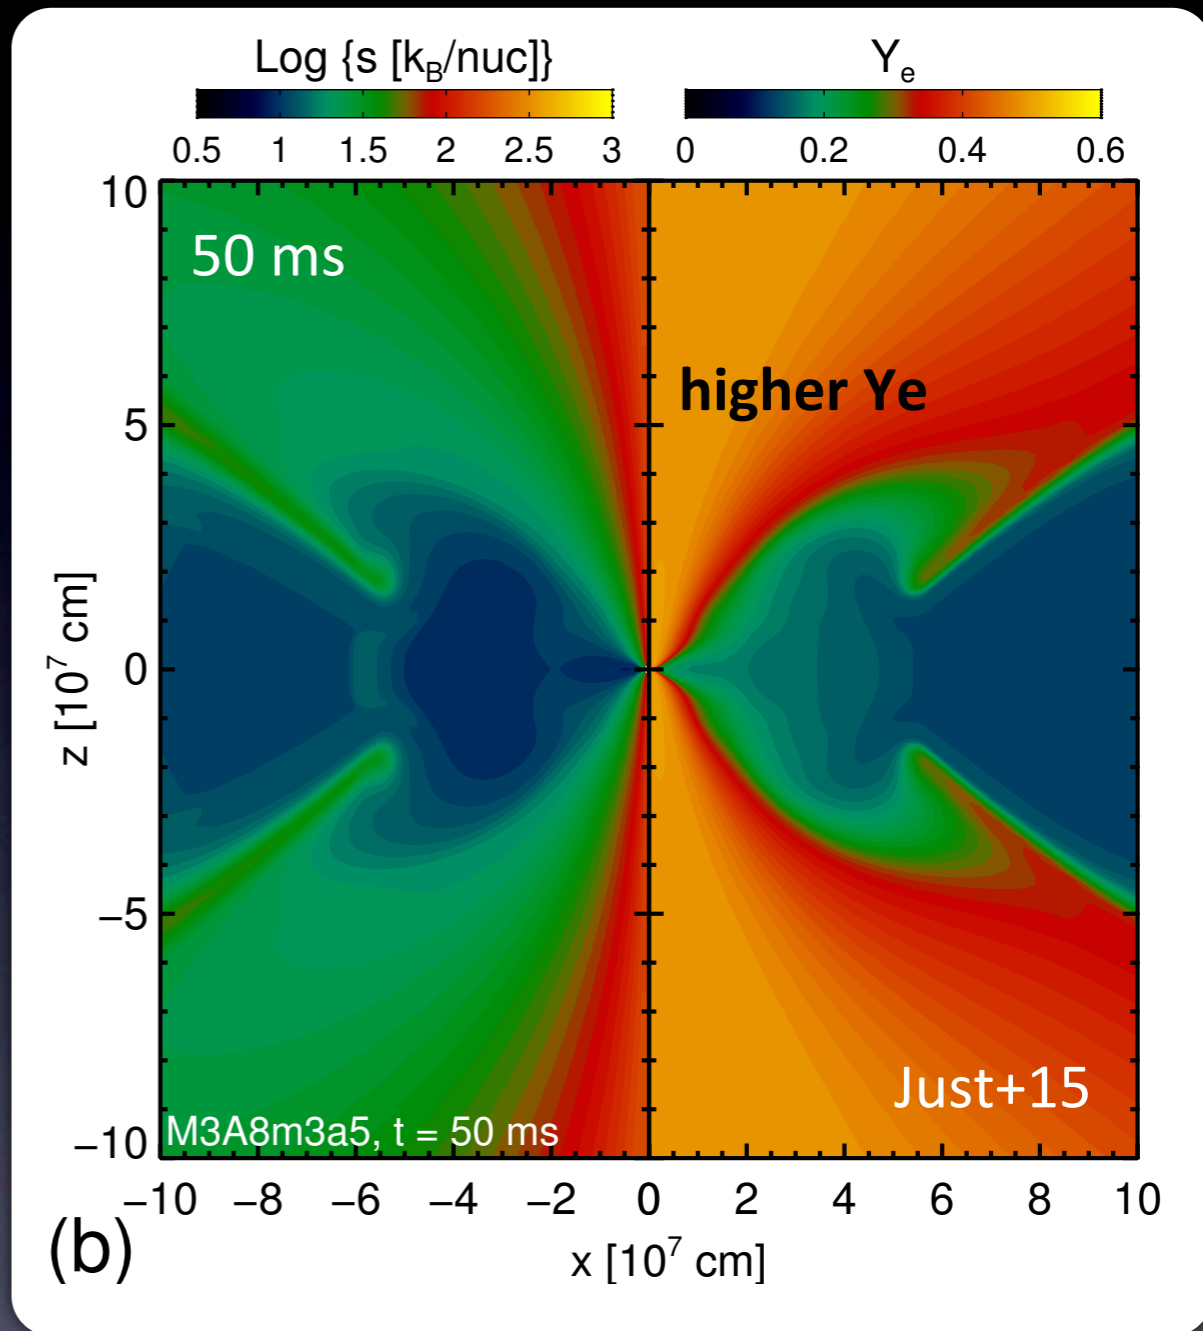 Log {s [k_B/nuc]}
Y_e
0.5 1 1.5 2 2.5 3
0 0.2 0.4 0.6
10
50 ms
higher Ye
5
0
z [10^7 cm]
−5
Just+15
M3A8m3a5, t = 50 ms
−10
−10 −8 −6 −4 −2 0 2 4 6 8 10
(b)
x [10^7 cm]